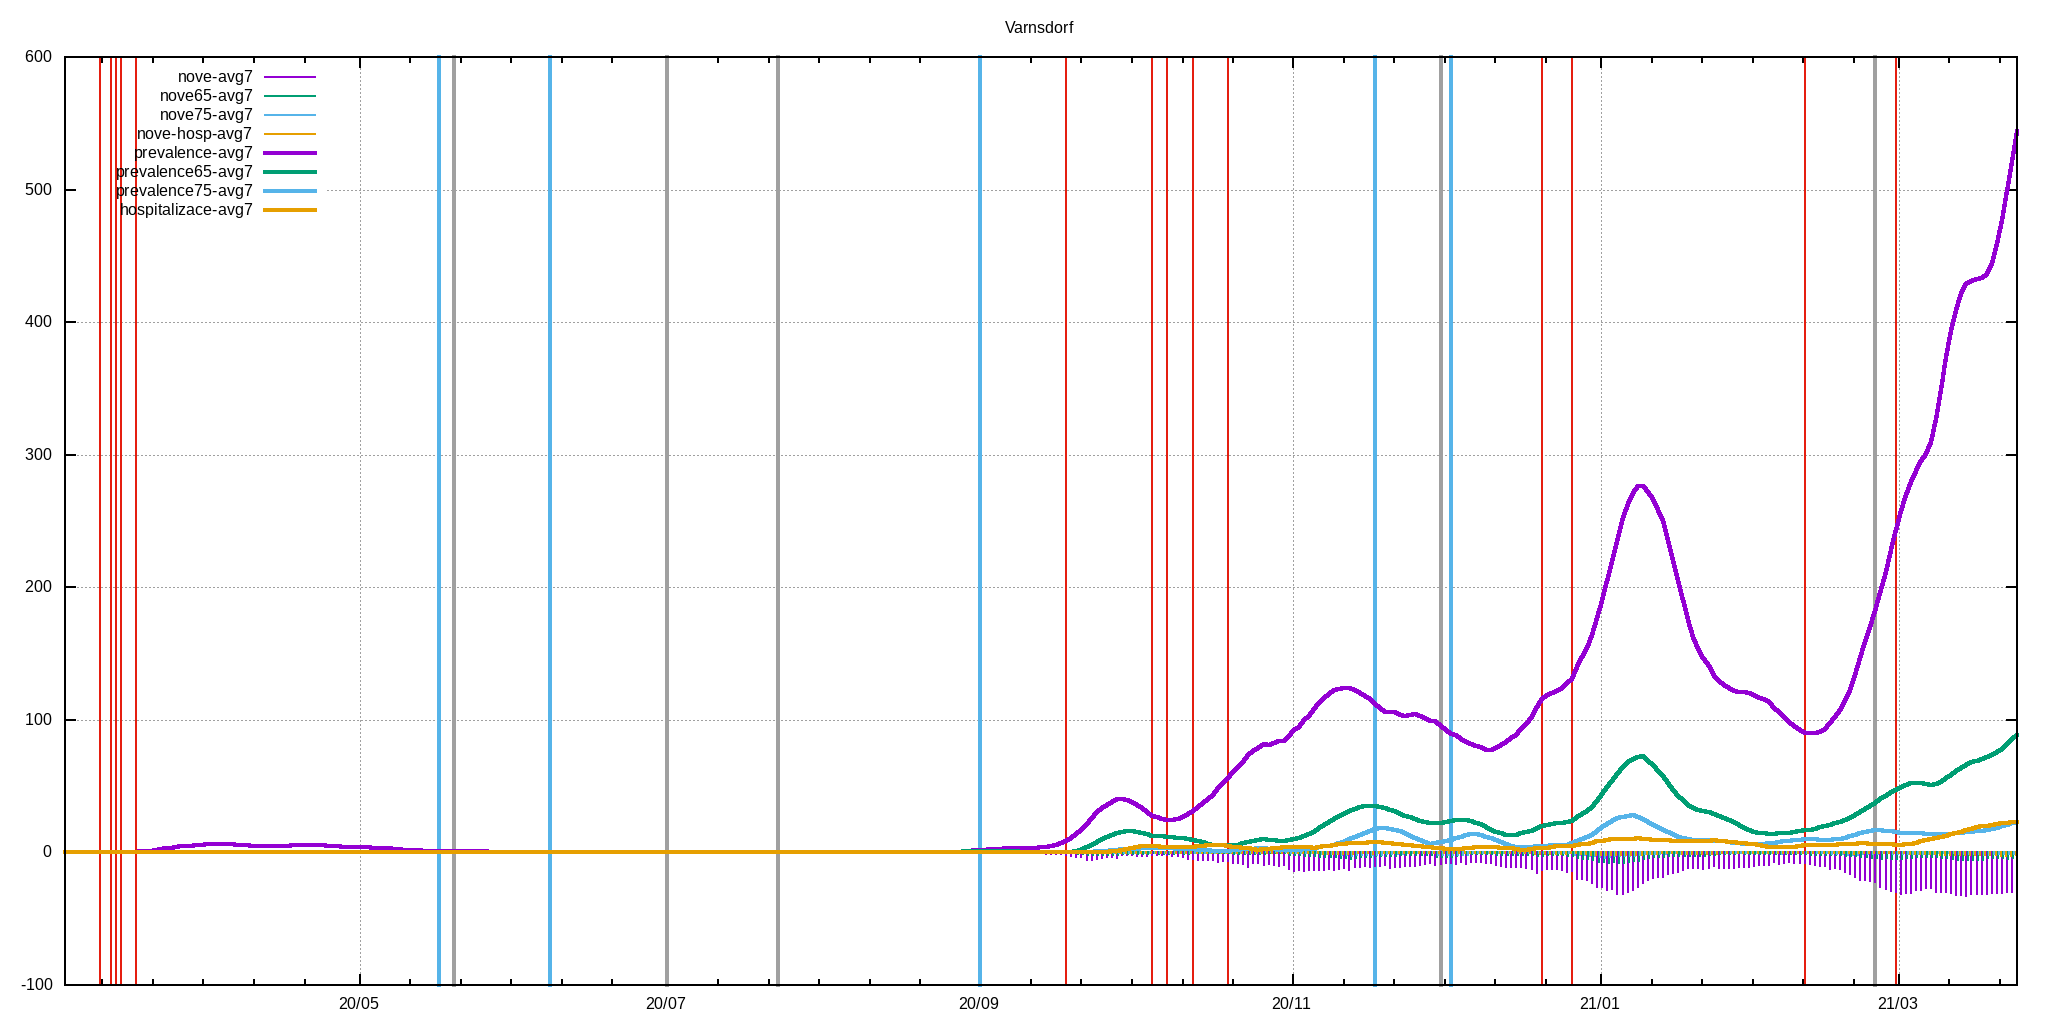 Varnsdorf
600
500
400
300
200
100
0
-100
nove-avg7
nove65-avg7
nove75-avg7
nove-hosp-avg7
prevalence-avg7
prevalence65-avg7
prevalence75-avg7
hospitalizace-avg7
20/05 20/07 20/09 20/11 21/01 21/03